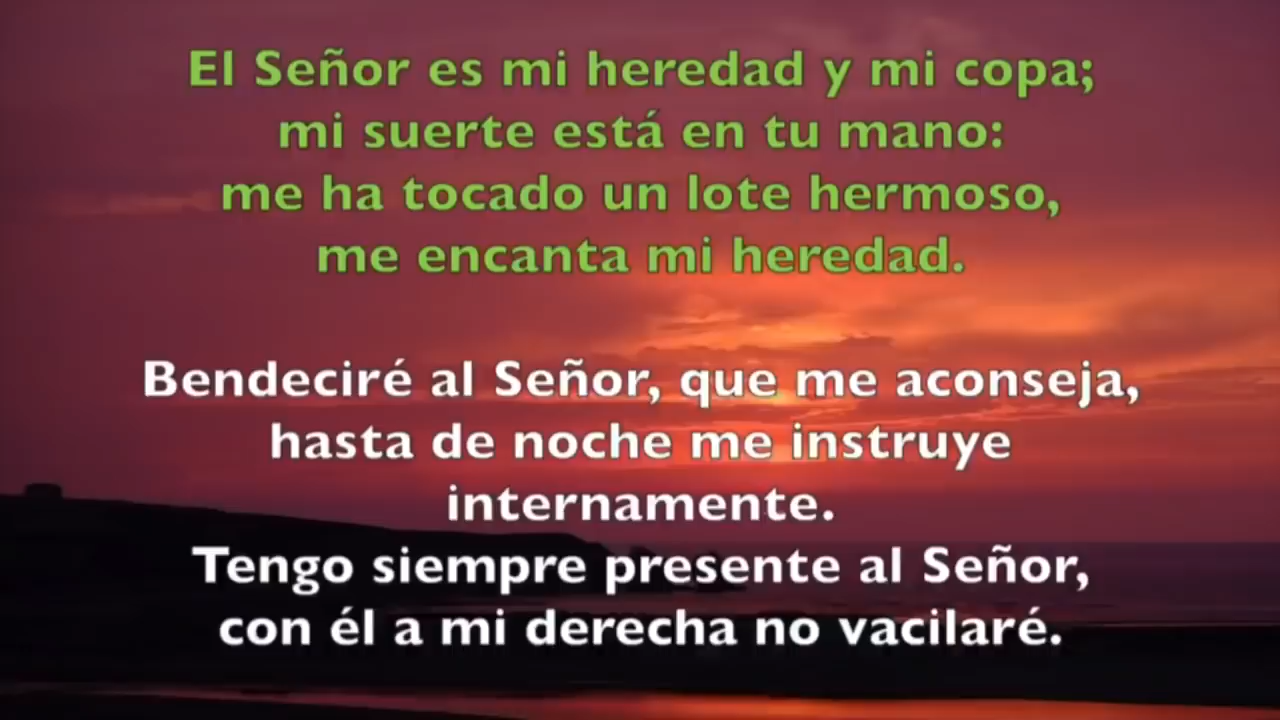 El Señor es mi heredad y mi copa;
mi suerte está en tu mano:
me ha tocado un lote hermoso,
me encanta mi heredad.
Bendeciré al Señor, que me aconseja,
hasta de noche me instruye
internamente.
Tengo siempre presente al Señor,
con él a mi derecha no vacilaré.